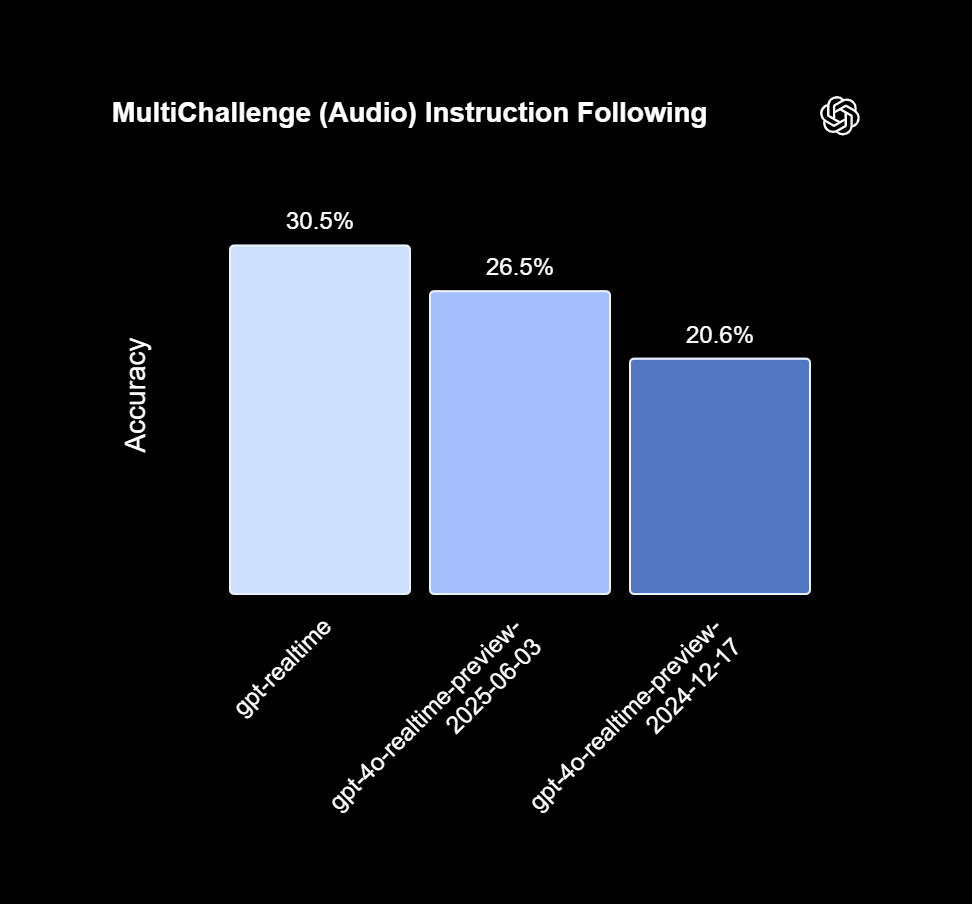 MultiChallenge (Audio) Instruction Following
30.5%
26.5%
20.6%
Accuracy
gpt-realtime
gpt-4o-realtime-preview-
2025-06-03
gpt-4o-realtime-preview-
2024-12-17